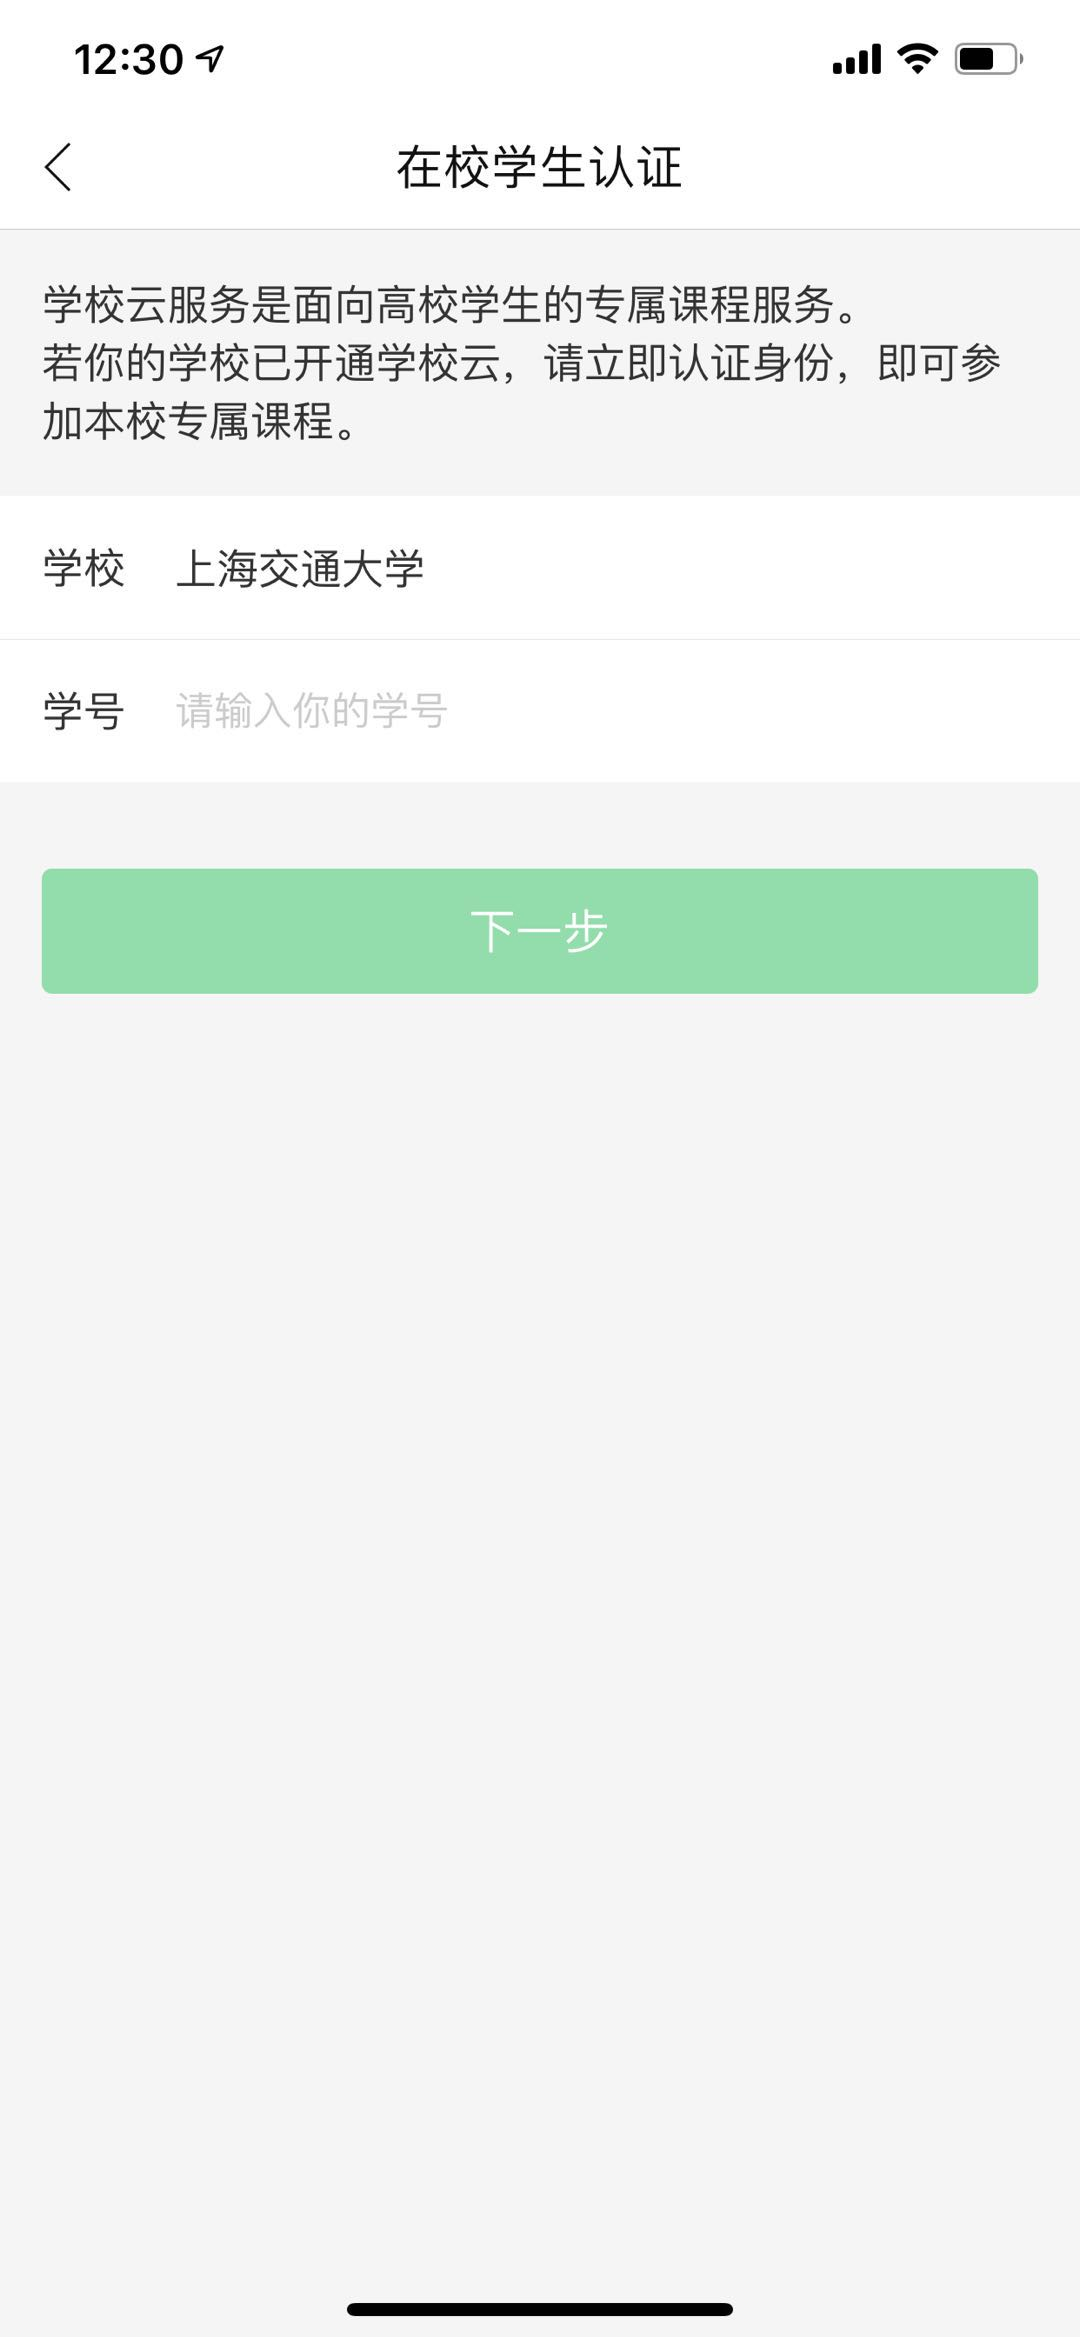 12:30
在校学生认证
学校云服务是面向高校学生的专属课程服务。
若你的学校已开通学校云，请立即认证身份，即可参
加本校专属课程。
学校 上海交通大学
学号 请输入你的学号
下一步